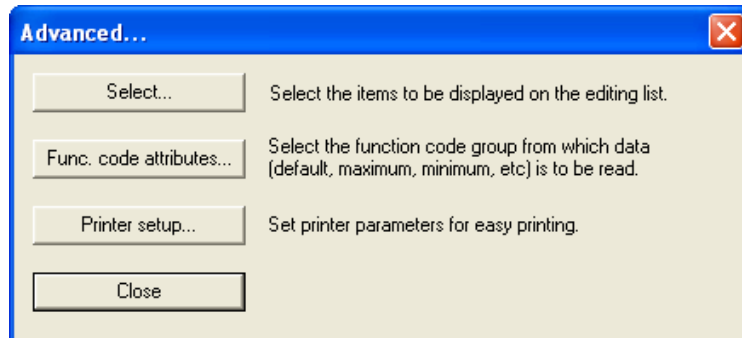 Advanced...
Select...
Select the items to be displayed on the editing list.
Func. code attributes...
Select the function code group from which data
(default, maximum, minimum, etc) is to be read.
Printer setup...
Set printer parameters for easy printing.
Close